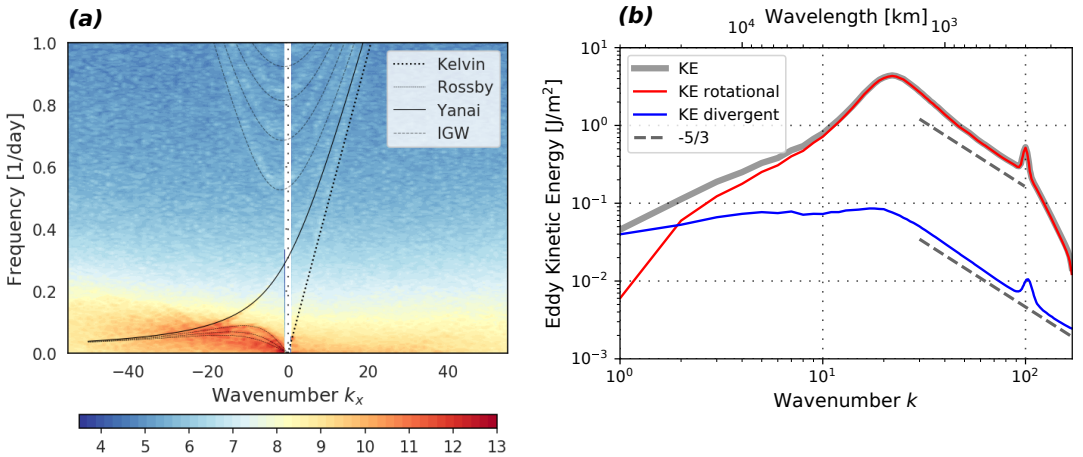 (a)
Frequency [1/day]
1.0
0.8
0.6
0.4
0.2
0.0
Kelvin
Rossby
Yanai
IGW
−40
−20
0
20
40
Wavenumber k_x
4
5
6
7
8
9
10
11
12
13
(b)
Wavelength [km]
10^4
10^3
Eddy Kinetic Energy [J/m^2]
10^1
10^0
10^−1
10^−2
10^−3
KE
KE rotational
KE divergent
-5/3
10^0
10^1
10^2
Wavenumber k